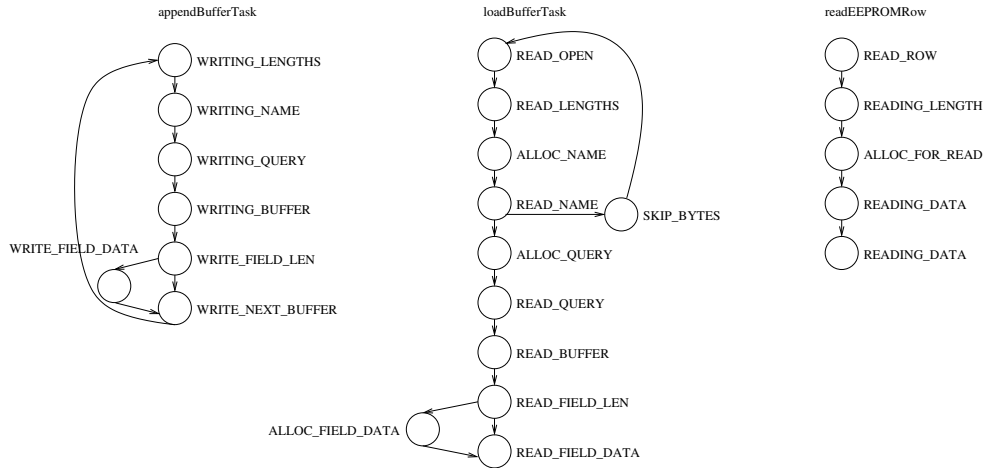 appendBufferTask
WRITING_LENGTHS
WRITING_NAME
WRITING_QUERY
WRITING_BUFFER
WRITE_FIELD_DATA
WRITE_FIELD_LEN
WRITE_NEXT_BUFFER
loadBufferTask
READ_OPEN
READ_LENGTHS
ALLOC_NAME
READ_NAME
SKIP_BYTES
ALLOC_QUERY
READ_QUERY
READ_BUFFER
READ_FIELD_LEN
ALLOC_FIELD_DATA
READ_FIELD_DATA
readEEPROMRow
READ_ROW
READING_LENGTH
ALLOC_FOR_READ
READING_DATA
READING_DATA